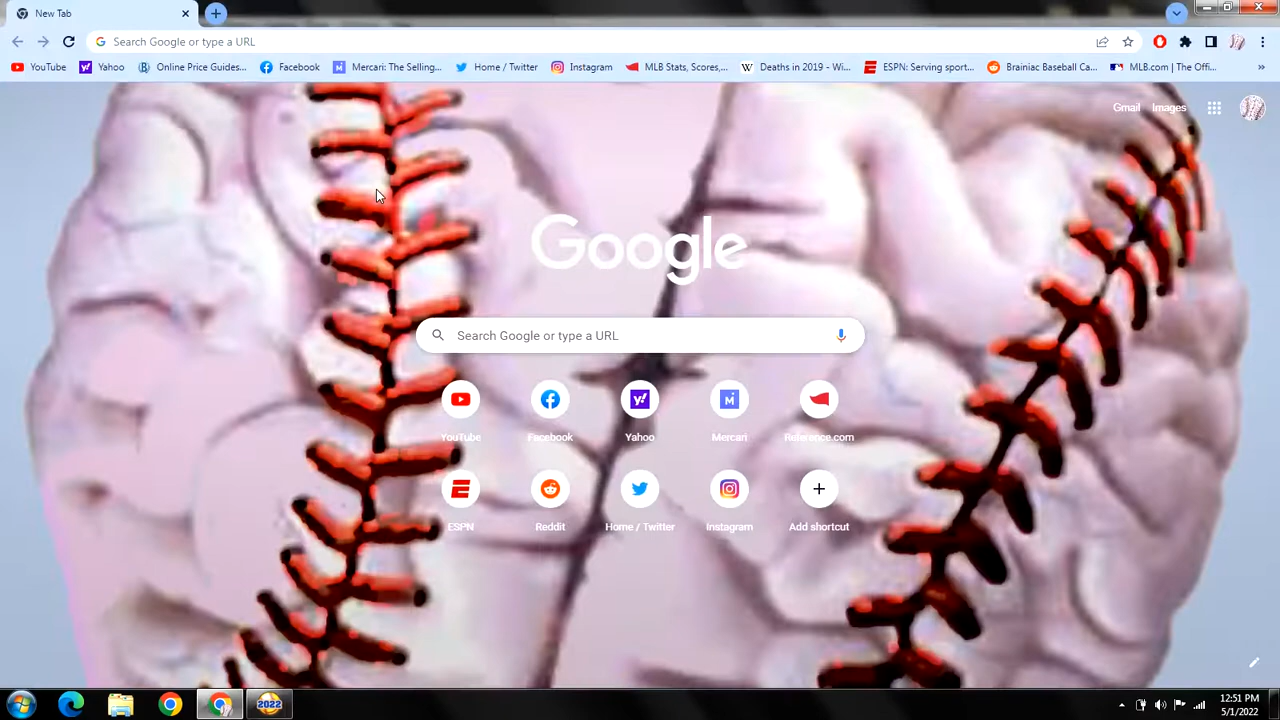 New Tab
Search Google or type a URL
YouTube Yahoo Online Price Guides... Facebook Mercari: The Selling... Home / Twitter Instagram MLB Stats, Scores,... Death in 2019 - Wi... ESPN: Serving sport... Brainiac Baseball Ca... MLB.com | The Offi... »
Gmail Images
Google
Search Google or type a URL
YouTube Facebook Yahoo Mercari Reference.com
ESPN Reddit Home / Twitter Instagram Add shortcut
2022
12:51 PM
5/1/2022